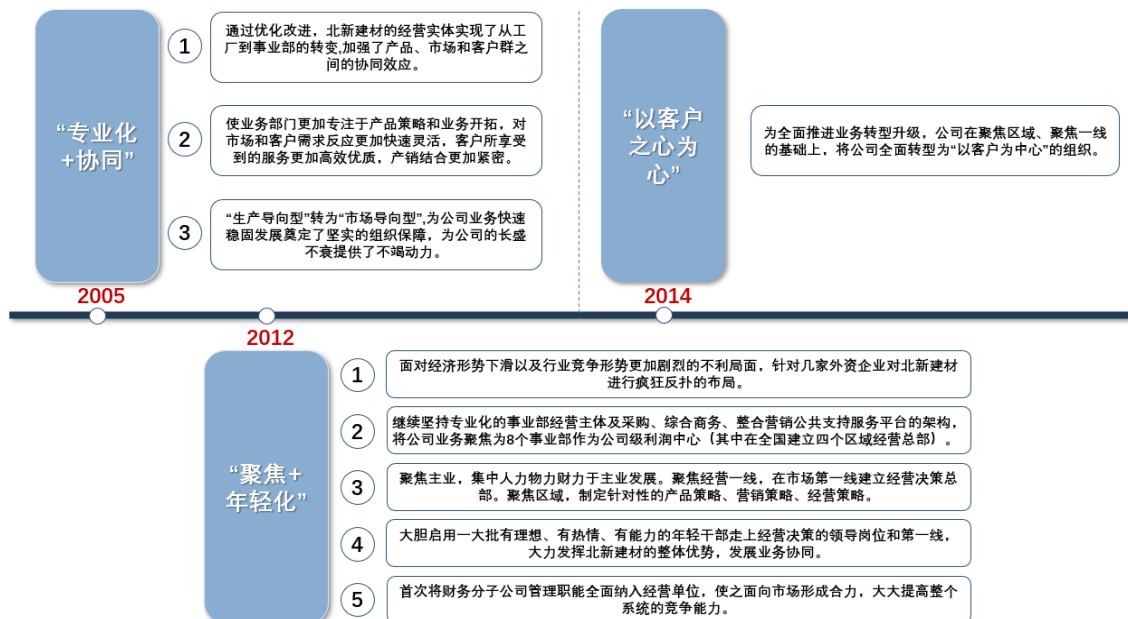 “专业化
+协同”
1
通过优化改进，北新建材的经营实体实现了从工
厂到事业部的转变,加强了产品、市场和客户群之
间的协同效应。
2
使业务部门更加专注于产品策略和业务开拓，对
市场和客户需求反应更加快速灵活，客户所享受
到的服务更加高效优质，产销结合更加紧密。
3
“生产导向型”转为“市场导向型”,为公司业务快速
稳固发展奠定了坚实的组织保障，为公司的长盛
不衰提供了不竭动力。
2005
“以客户
之心为
心”
为全面推进业务转型升级，公司在聚焦区域、聚焦一线
的基础上，将公司全面转型为“以客户为中心”的组织。
2014
2012
“聚焦+
年轻化”
1
面对经济形势下滑以及行业竞争形势更加剧烈的不利局面，针对几家外资企业对北新建材
进行疯狂反扑的布局。
2
继续坚持专业化的事业部经营主体及采购、综合商务、整合营销公共支持服务平台的架构，
将公司业务聚焦为8个事业部作为公司级利润中心（其中在全国建立四个区域经营总部）。
3
聚焦主业，集中人力物力财力于主业发展。聚焦经营一线，在市场第一线建立经营决策总
部。聚焦区域，制定针对性的产品策略、营销策略、经营策略。
4
大胆启用一大批有理想、有热情、有能力的年轻干部走上经营决策的领导岗位和第一线，
大力发挥北新建材的整体优势，发展业务协同。
5
首次将财务分子公司管理职能全面纳入经营单位，使之面向市场形成合力，大大提高整个
系统的竞争能力。